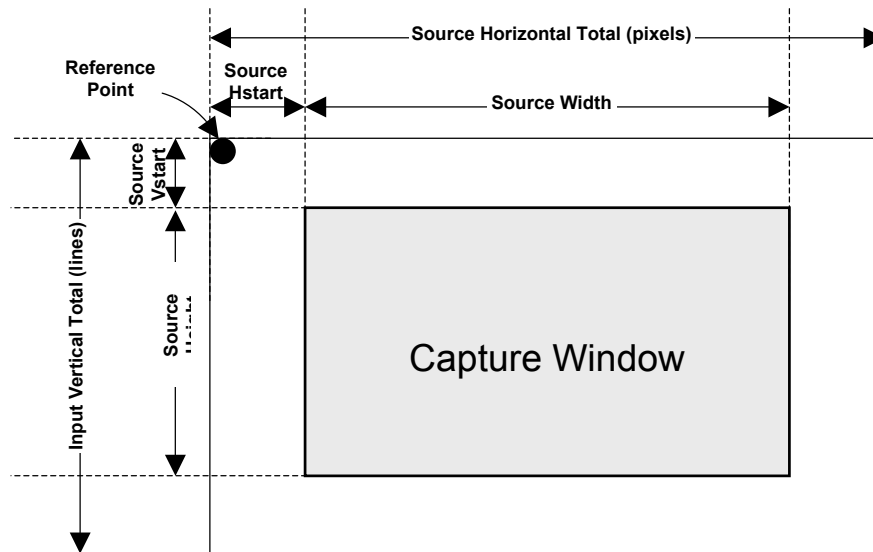 Source Horizontal Total (pixels)
Reference
Point
Source
Hstart
Source Width
Source
Vstart
Input Vertical Total (lines)
Source
Capture Window